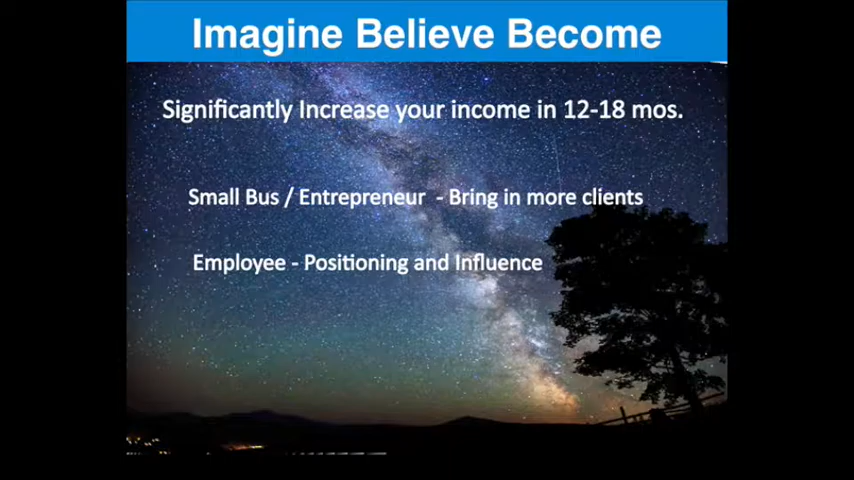 Imagine Believe Become
Significantly Increase your income in 12-18 mos.
Small Bus / Entrepreneur - Bring in more clients
Employee - Positioning and Influence